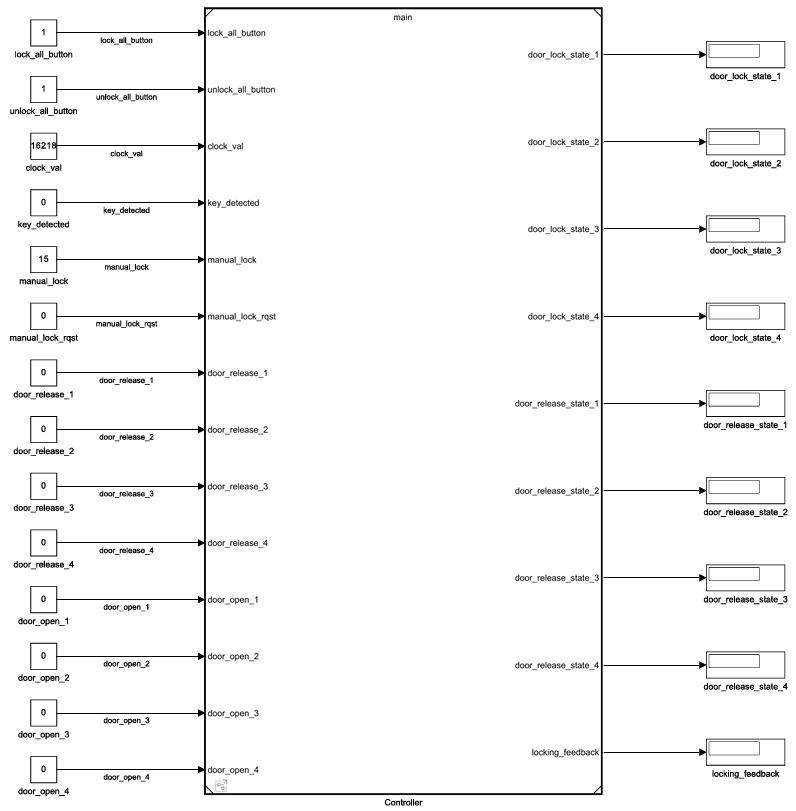 main
1
lock_all_button
lock_all_button
lock_all_button
1
unlock_all_button
unlock_all_button
unlock_all_button
16218
clock_val
clock_val
clock_val
0
key_detected
key_detected
key_detected
15
manual_lock
manual_lock
manual_lock
0
manual_lock_rqst
manual_lock_rqst
manual_lock_rqst
0
door_release_1
door_release_1
door_release_1
0
door_release_2
door_release_2
door_release_2
0
door_release_3
door_release_3
door_release_3
0
door_release_4
door_release_4
door_release_4
0
door_open_1
door_open_1
door_open_1
0
door_open_2
door_open_2
door_open_2
0
door_open_3
door_open_3
door_open_3
0
door_open_4
door_open_4
door_open_4
door_lock_state_1
door_lock_state_1
door_lock_state_2
door_lock_state_2
door_lock_state_3
door_lock_state_3
door_lock_state_4
door_lock_state_4
door_release_state_1
door_release_state_1
door_release_state_2
door_release_state_2
door_release_state_3
door_release_state_3
door_release_state_4
door_release_state_4
locking_feedback
locking_feedback
Controller